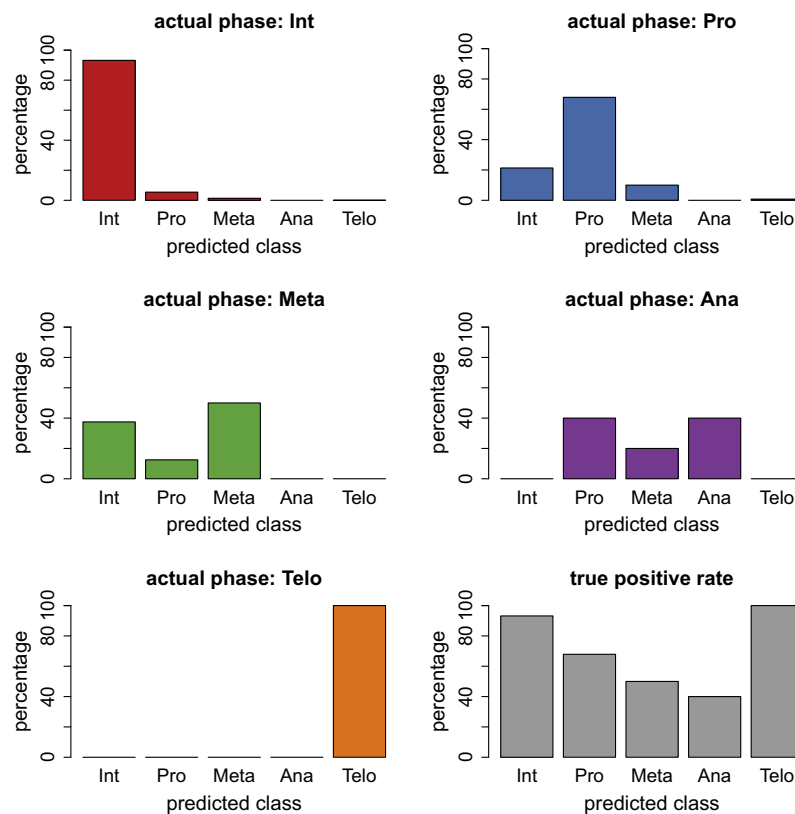 actual phase: Int
percentage
0 40 80 100
Int Pro Meta Ana Telo
predicted class
actual phase: Pro
percentage
0 40 80 100
Int Pro Meta Ana Telo
predicted class
actual phase: Meta
percentage
0 40 80 100
Int Pro Meta Ana Telo
predicted class
actual phase: Ana
percentage
0 40 80 100
Int Pro Meta Ana Telo
predicted class
actual phase: Telo
percentage
0 40 80 100
Int Pro Meta Ana Telo
predicted class
true positive rate
percentage
0 40 80 100
Int Pro Meta Ana Telo
predicted class